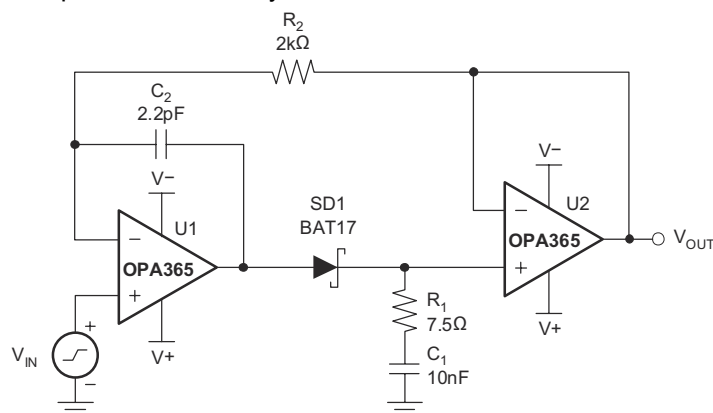 R2
2kΩ
C2
2.2pF
V−
U1
−
OPA365
+
V+
VIN
+
−
SD1
BAT17
R1
7.5Ω
C1
10nF
V−
U2
−
OPA365
+
V+
VOUT